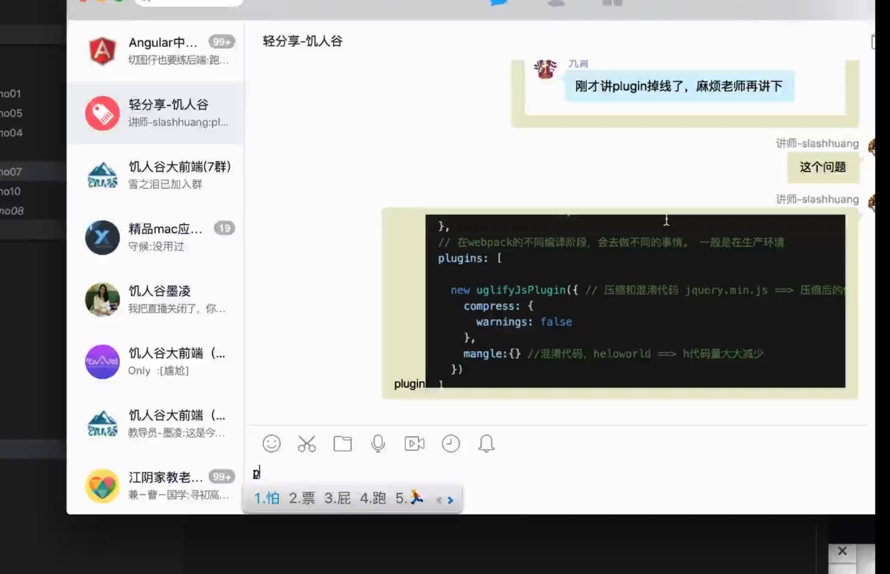 no01
no05
no04
no07
no10
no08
Angular中... 99+
切图仔也要练后端:跑...
轻分享-饥人谷
讲师-slashhuang:pl...
饥人谷大前端(7群)
雪之泪已加入群
精品mac应... 19
守候:没用过
饥人谷墨凌
我把直播关闭了，你...
饥人谷大前端（...
Only :[尴尬]
饥人谷大前端（...
教导员-墨凌:这是今...
江阴家教老... 99+
兼－曹－国学:寻初高...
轻分享-饥人谷
刚才讲plugin掉线了，麻烦老师再讲下
讲师-slashhuang
这个问题
讲师-slashhuang
},
// 在webpack的不同编译阶段，会去做不同的事情。 一般是在生产环境
plugins: [
new uglifyJsPlugin({ // 压缩和混淆代码 jquery.min.js ==> 压缩后的
compress: {
warnings: false
},
mangle:{} //混淆代码，heloworld ==> h代码量大大减少
})
plugin ]
p
1.怕 2.票 3.屁 4.跑 5.🏃 < >